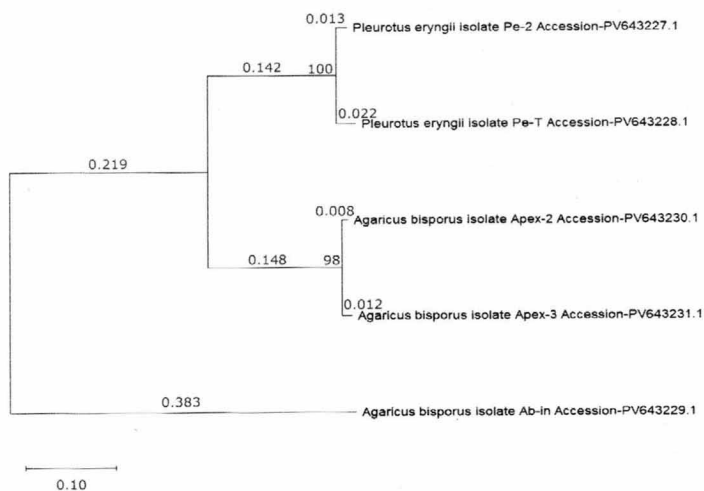 0.013
Pleurotus eryngii isolate Pe-2 Accession-PV643227.1
0.142
100
0.022
Pleurotus eryngii isolate Pe-T Accession-PV643228.1
0.219
0.008
Agaricus bisporus isolate Apex-2 Accession-PV643230.1
0.148
98
0.012
Agaricus bisporus isolate Apex-3 Accession-PV643231.1
0.383
Agaricus bisporus isolate Ab-in Accession-PV643229.1
0.10